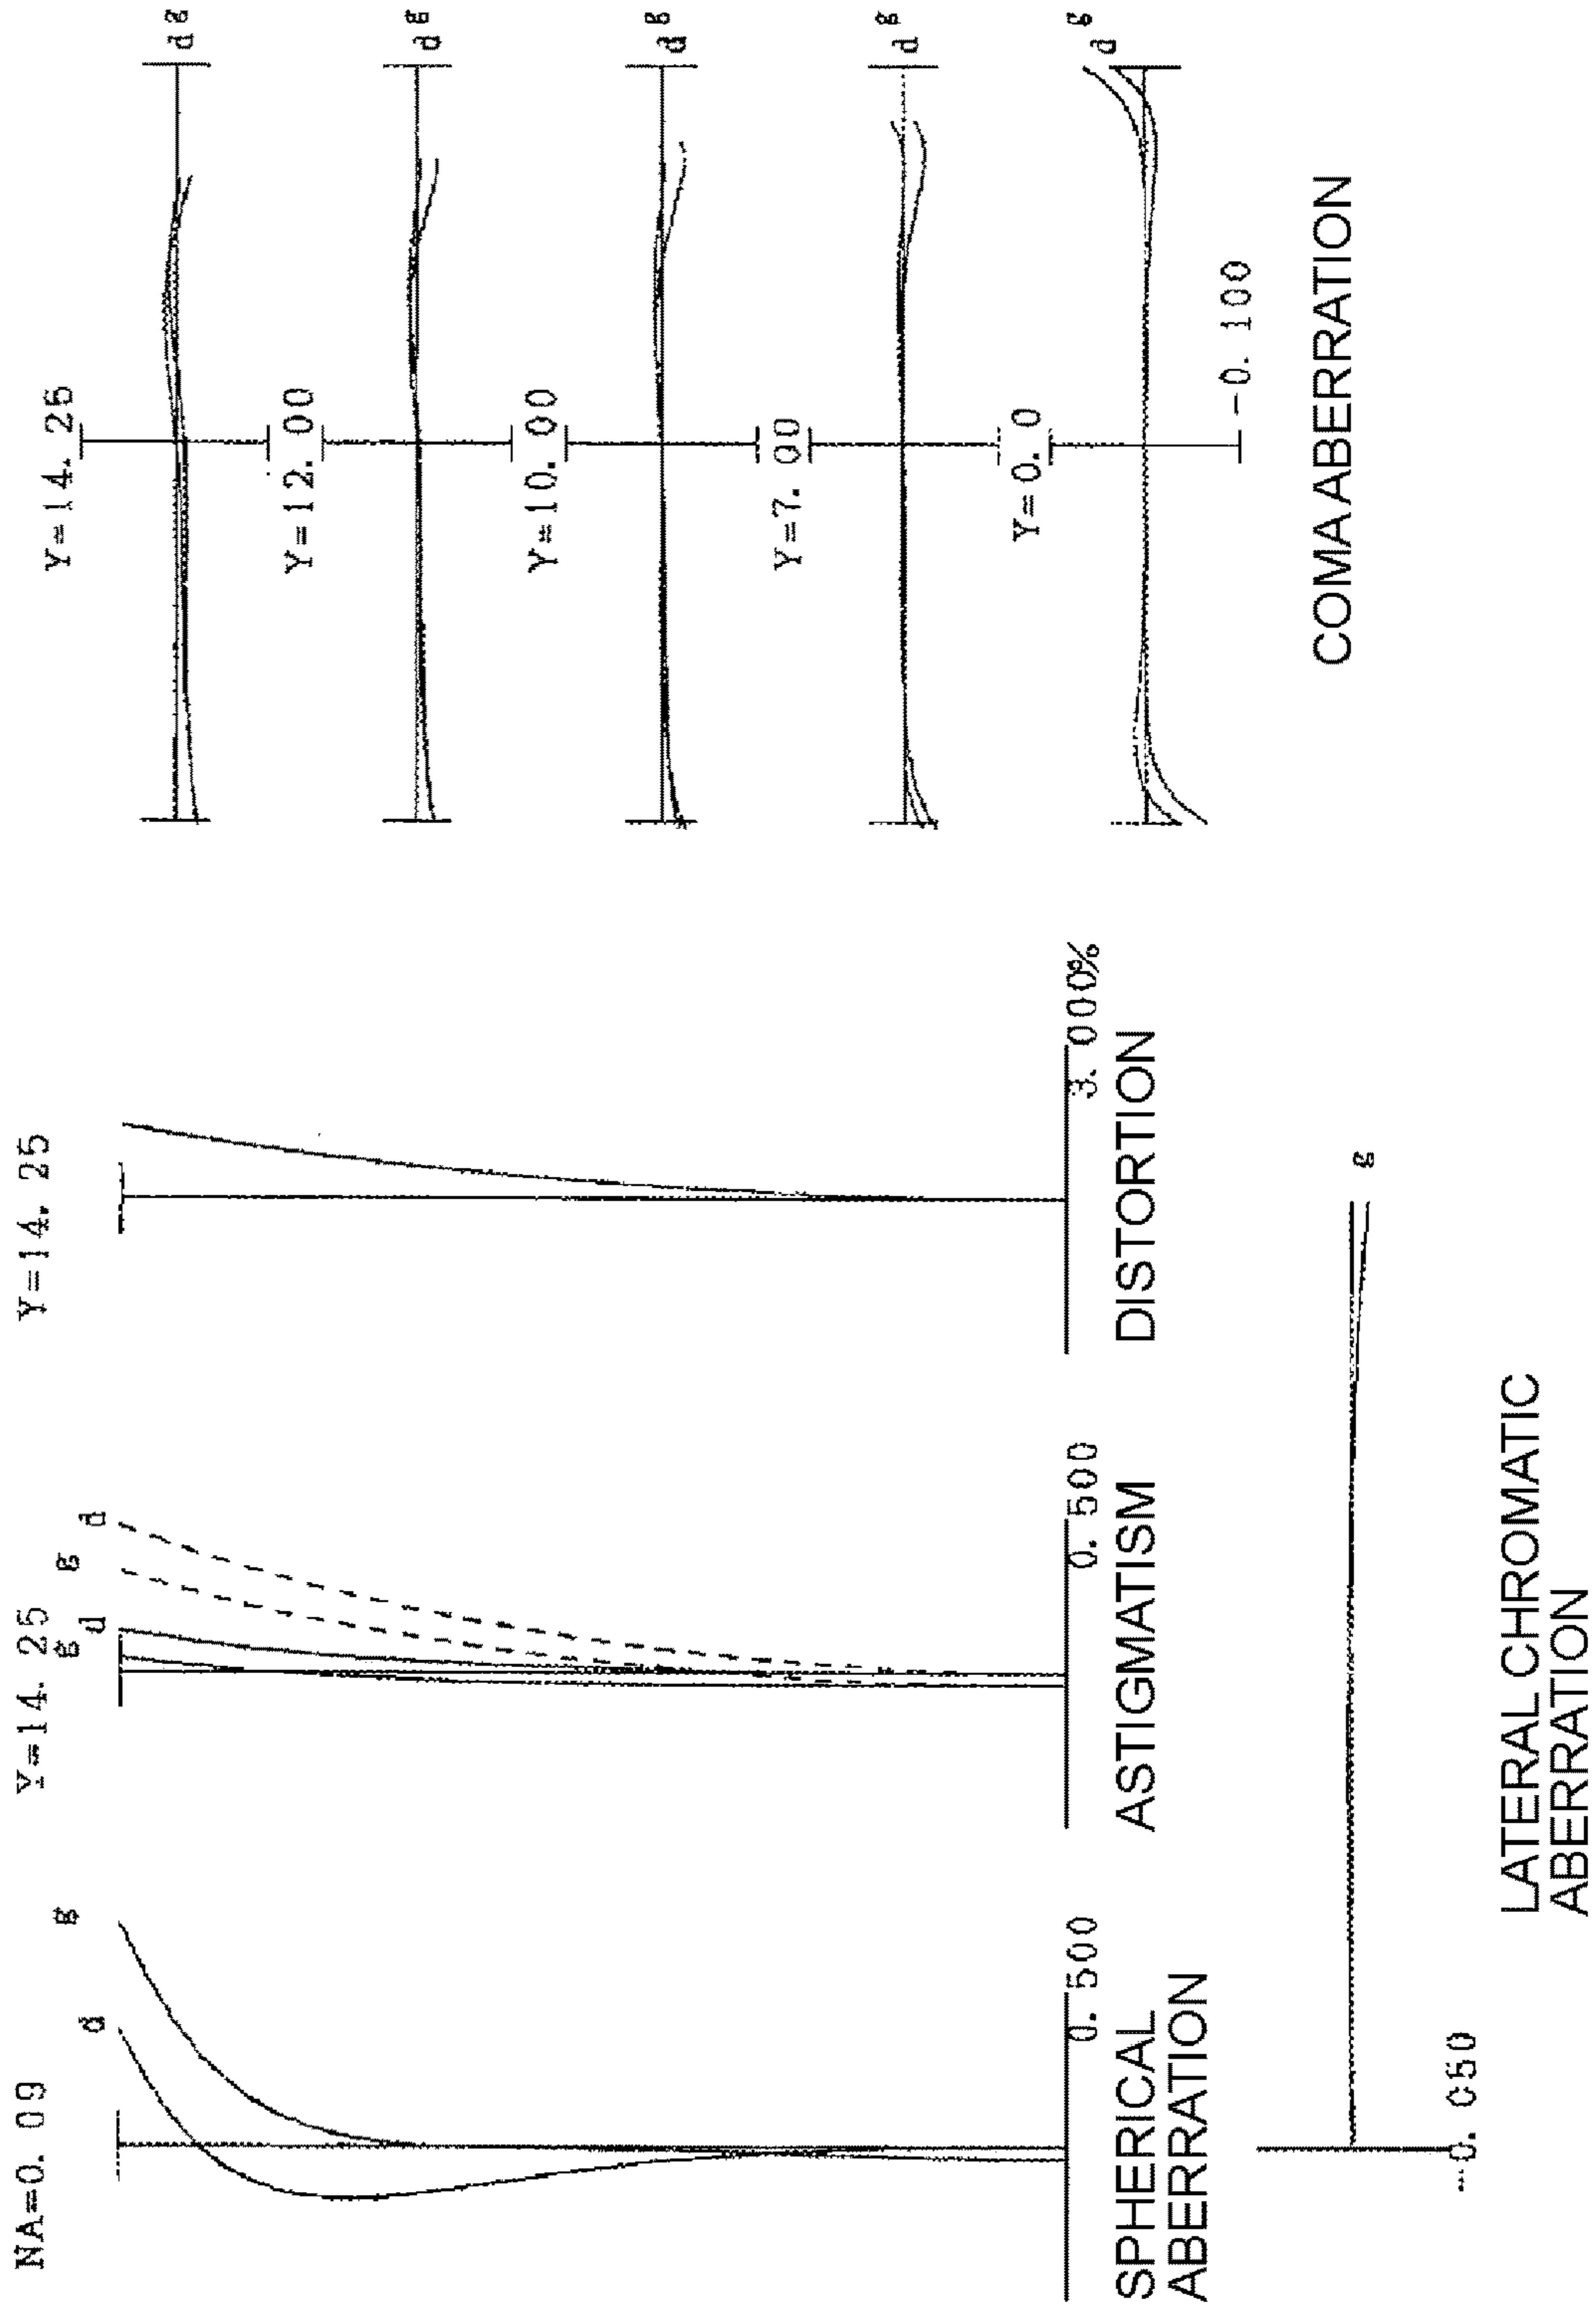 NA=0. 09
d
g
0. 500
SPHERICAL
ABERRATION
Y=14. 25
g
d
g
d
0. 500
ASTIGMATISM
Y=14. 25
3. 000%
DISTORTION
Y=14. 25
d g
Y=12. 00
d g
Y=10. 00
d g
Y=7. 00
d g
Y=0. 0
d g
-0. 100
COMA ABERRATION
g
-0. 050
LATERAL CHROMATIC
ABERRATION